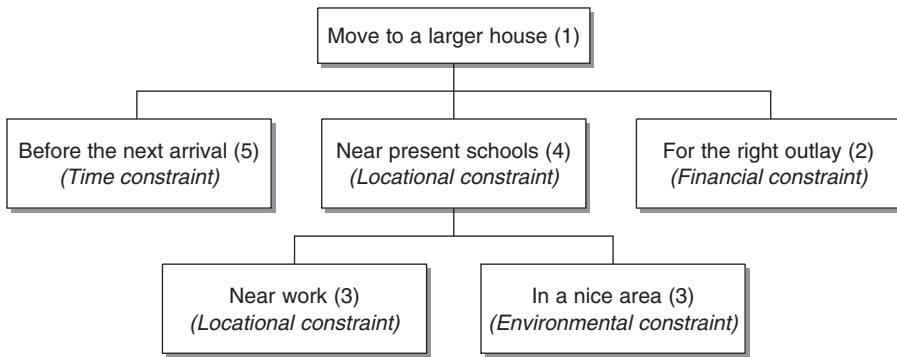 Move to a larger house (1)
Before the next arrival (5)
(Time constraint)
Near present schools (4)
(Locational constraint)
For the right outlay (2)
(Financial constraint)
Near work (3)
(Locational constraint)
In a nice area (3)
(Environmental constraint)